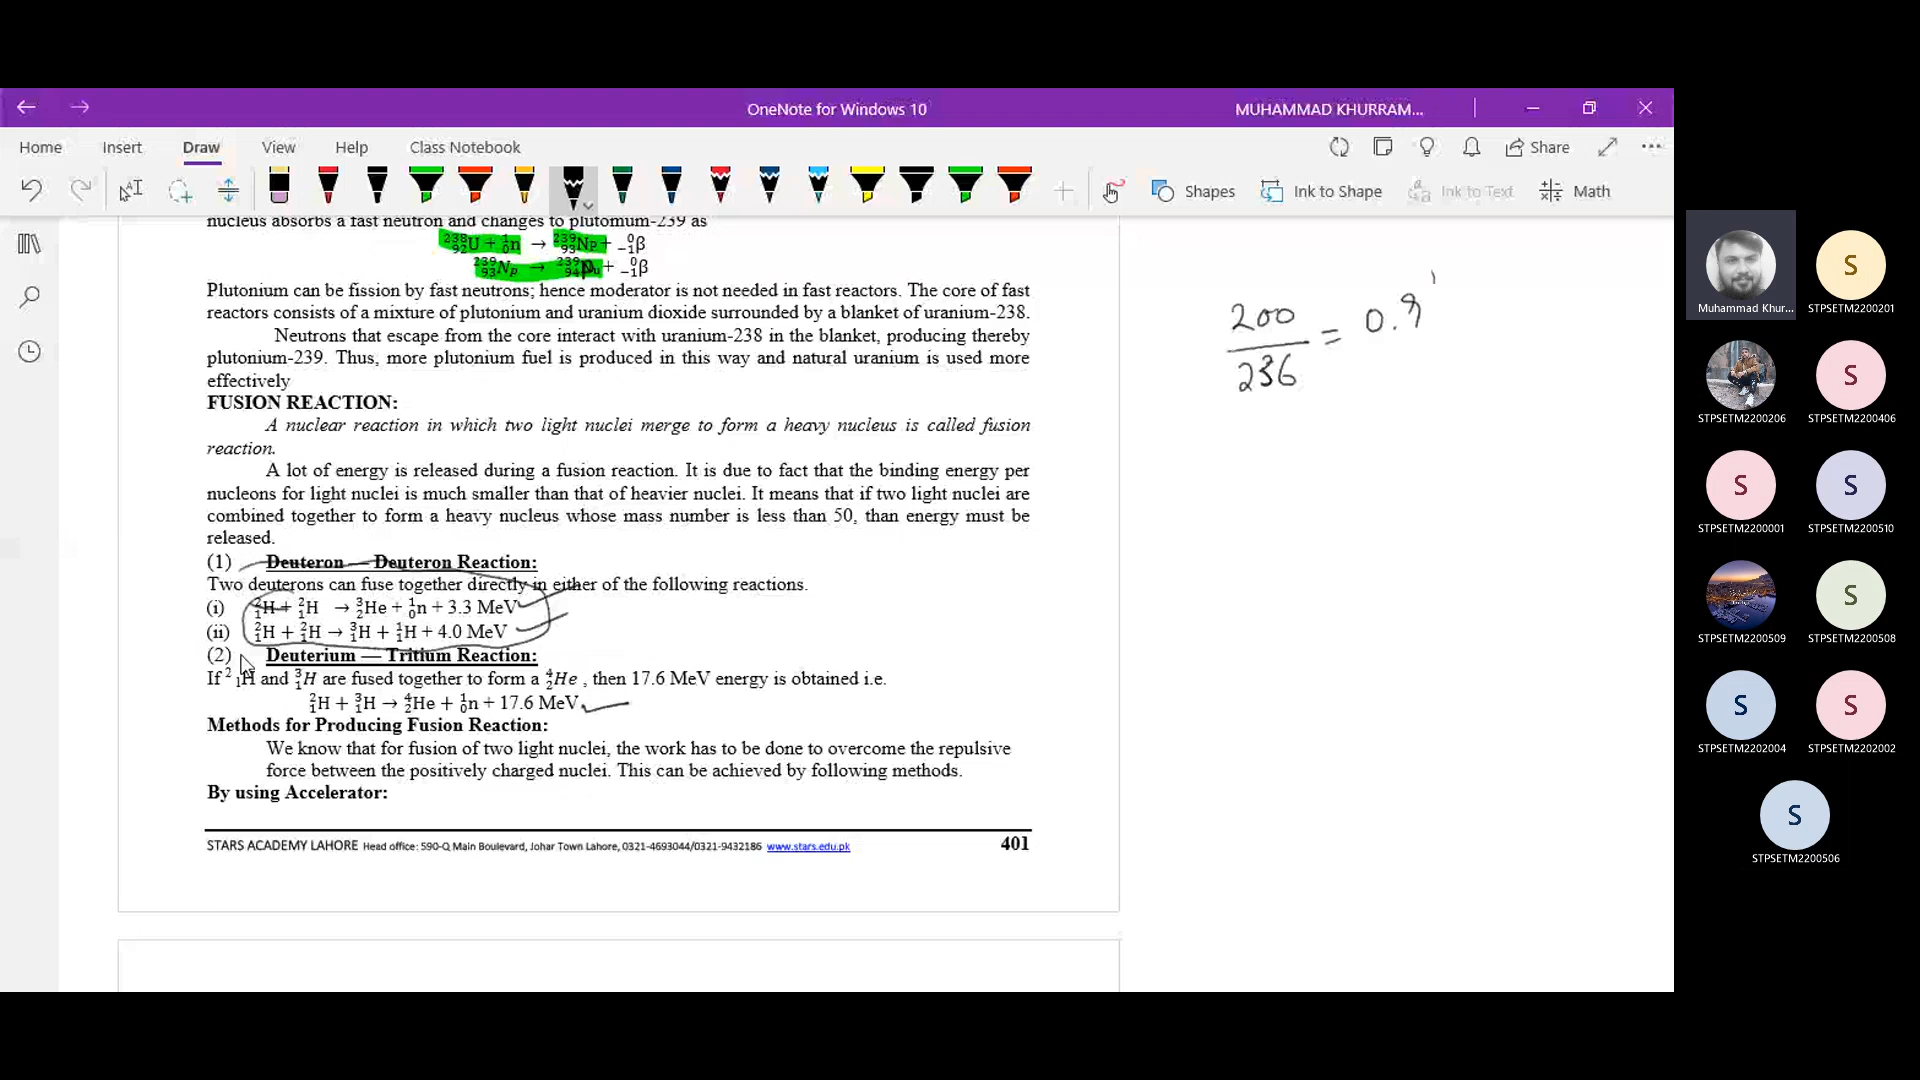 OneNote for Windows 10
MUHAMMAD KHURRAM...
Home Insert Draw View Help Class Notebook
Share
Shapes Ink to Shape Ink to Text Math
nucleus absorbs a fast neutron and changes to plutomum-239 as
²³⁸₉₂U + ¹₀n → ²³⁹₉₃Np + ₋₁⁰β
²³⁹₉₃Np → ²³⁹₉₄Pu + ₋₁⁰β
Plutonium can be fission by fast neutrons; hence moderator is not needed in fast reactors. The core of fast
reactors consists of a mixture of plutonium and uranium dioxide surrounded by a blanket of uranium-238.
Neutrons that escape from the core interact with uranium-238 in the blanket, producing thereby
plutonium-239. Thus, more plutonium fuel is produced in this way and natural uranium is used more
effectively
FUSION REACTION:
A nuclear reaction in which two light nuclei merge to form a heavy nucleus is called fusion
reaction.
A lot of energy is released during a fusion reaction. It is due to fact that the binding energy per
nucleons for light nuclei is much smaller than that of heavier nuclei. It means that if two light nuclei are
combined together to form a heavy nucleus whose mass number is less than 50, than energy must be
released.
(1) Deuteron — Deuteron Reaction:
Two deuterons can fuse together directly in either of the following reactions.
(i) ²₁H + ²₁H → ³₂He + ¹₀n + 3.3 MeV
(ii) ²₁H + ²₁H → ³₁H + ¹₁H + 4.0 MeV
(2) Deuterium — Tritium Reaction:
If ²₁H and ³₁H are fused together to form a ⁴₂He , then 17.6 MeV energy is obtained i.e.
²₁H + ³₁H → ⁴₂He + ¹₀n + 17.6 MeV
Methods for Producing Fusion Reaction:
We know that for fusion of two light nuclei, the work has to be done to overcome the repulsive
force between the positively charged nuclei. This can be achieved by following methods.
By using Accelerator:
STARS ACADEMY LAHORE Head office: 590-Q Main Boulevard, Johar Town Lahore, 0321-4693044/0321-9432186 www.stars.edu.pk 401
200
236
= 0.9
Muhammad Khur...
S
STPSETM2200201
STPSETM2200206
S
STPSETM2200406
S
STPSETM2200001
S
STPSETM2200510
STPSETM2200509
S
STPSETM2200508
S
STPSETM2202004
S
STPSETM2202002
S
STPSETM2200506